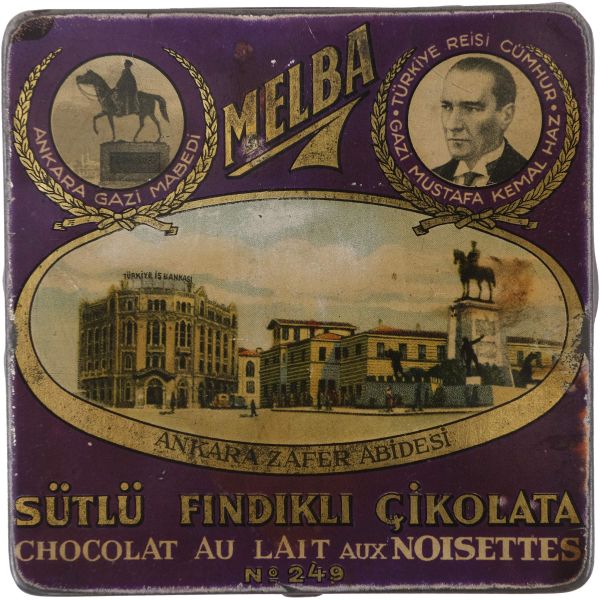 MELBA
ANKARA GAZİ MABEDİ
TÜRKİYE REİSİ CÜMHUR
GAZİ MUSTAFA KEMAL HAZ
TÜRKİYE İŞ BANKASI
ANKARA ZAFER ABİDESİ
SÜTLÜ FINDIKLI ÇİKOLATA
CHOCOLAT AU LAIT AUX NOISETTES
No 249